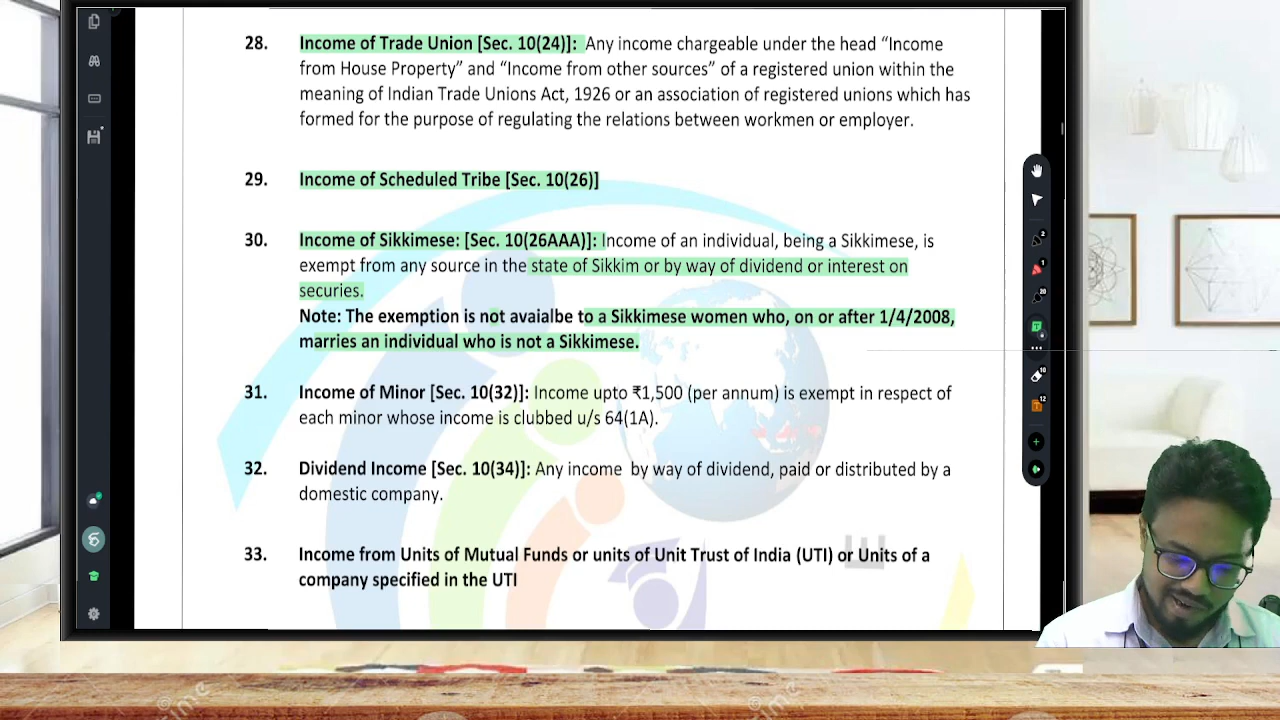 28. Income of Trade Union [Sec. 10(24)]: Any income chargeable under the head “Income
from House Property” and “Income from other sources” of a registered union within the
meaning of Indian Trade Unions Act, 1926 or an association of registered unions which has
formed for the purpose of regulating the relations between workmen or employer.
29. Income of Scheduled Tribe [Sec. 10(26)]
30. Income of Sikkimese: [Sec. 10(26AAA)]: Income of an individual, being a Sikkimese, is
exempt from any source in the state of Sikkim or by way of dividend or interest on
securies.
Note: The exemption is not avaialbe to a Sikkimese women who, on or after 1/4/2008,
marries an individual who is not a Sikkimese.
31. Income of Minor [Sec. 10(32)]: Income upto ₹1,500 (per annum) is exempt in respect of
each minor whose income is clubbed u/s 64(1A).
32. Dividend Income [Sec. 10(34)]: Any income by way of dividend, paid or distributed by a
domestic company.
33. Income from Units of Mutual Funds or units of Unit Trust of India (UTI) or Units of a
company specified in the UTI
2
1
20
10
12